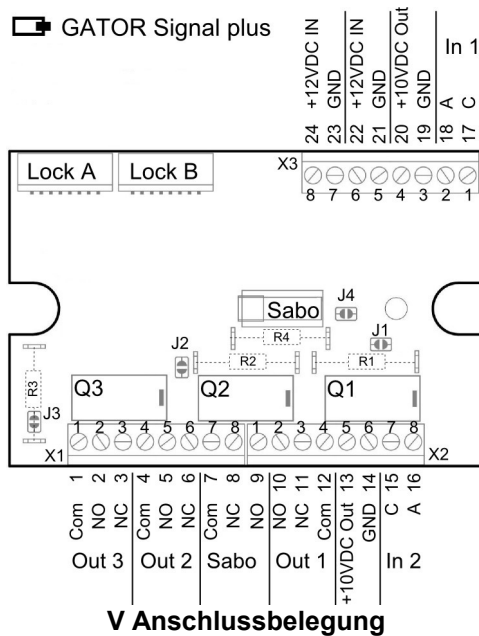 GATOR Signal plus
In 1
24 +12VDC IN
23 GND
22 +12VDC IN
21 GND
20 +10VDC Out
19 GND
18 A
17 C
Lock A
Lock B
X3
8 7 6 5 4 3 2 1
Sabo
J4
R4
J1
J2
R2
R1
R3
J3
Q3
Q2
Q1
1 2 3 4 5 6 7 8 1 2 3 4 5 6 7 8
X1
X2
Com 1
NO 2
NC 3
Com 4
NO 5
NC 6
Com 7
NC 8
NO 9
NO 10
NC 11
Com 12
+10VDC Out 13
GND 14
C 15
A 16
Out 3
Out 2
Sabo
Out 1
In 2
V Anschlussbelegung